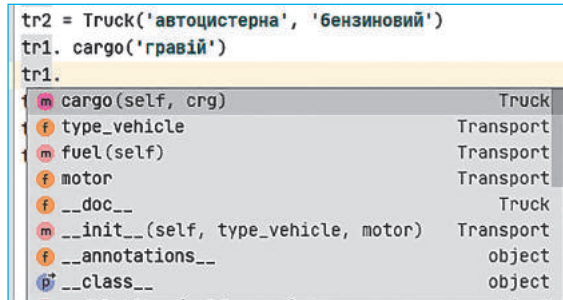 tr2 = Truck('автоцистерна', 'бензиновий')
tr1. cargo('гравій')
tr1.
m cargo(self, crg) Truck
f type_vehicle Transport
m fuel(self) Transport
f motor Transport
f __doc__ Truck
m __init__(self, type_vehicle, motor) Transport
f __annotations__ object
p __class__ object